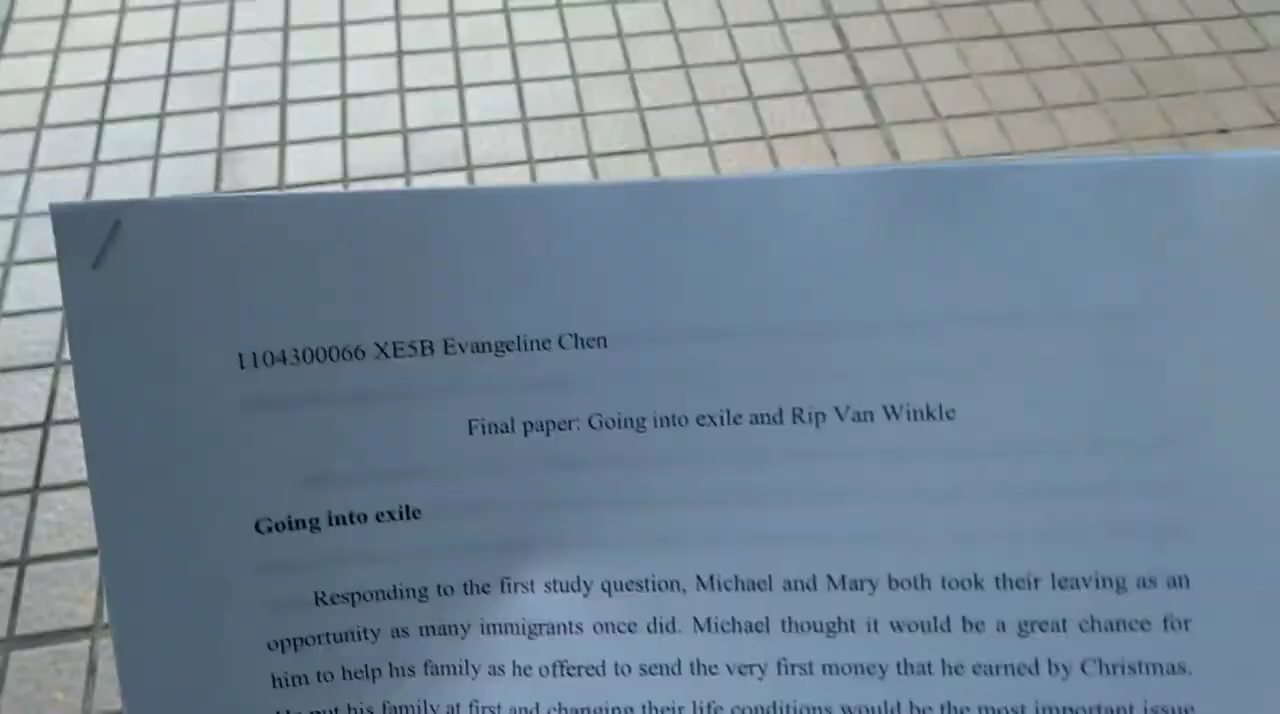 1104300066 XE5B Evangeline Chen
Final paper: Going into exile and Rip Van Winkle
Going into exile
Responding to the first study question, Michael and Mary both took their leaving as an
opportunity as many immigrants once did. Michael thought it would be a great chance for
him to help his family as he offered to send the very first money that he earned by Christmas.
He put his family at first and changing their life conditions would be the most important issue